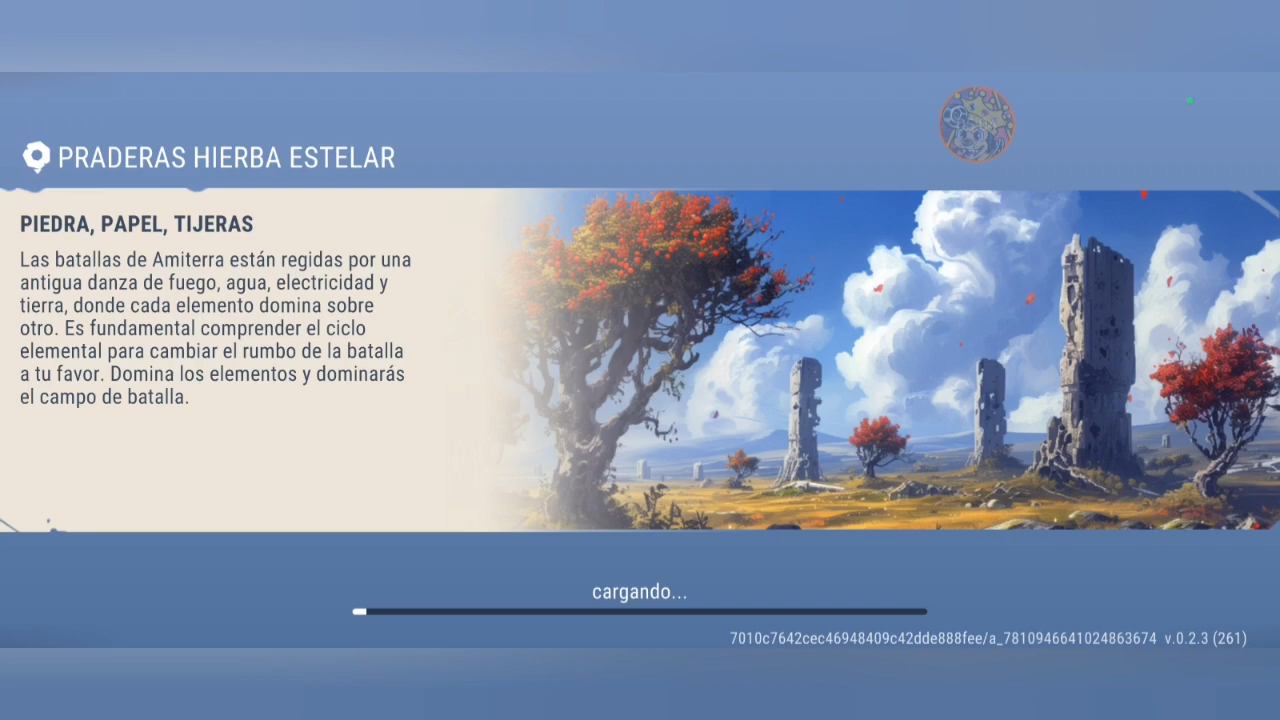 PRADERAS HIERBA ESTELAR
PIEDRA, PAPEL, TIJERAS
Las batallas de Amiterra están regidas por una
antigua danza de fuego, agua, electricidad y
tierra, donde cada elemento domina sobre
otro. Es fundamental comprender el ciclo
elemental para cambiar el rumbo de la batalla
a tu favor. Domina los elementos y dominarás
el campo de batalla.
cargando...
7010c7642cec46948409c42dde888fee/a_7810946641024863674 v.0.2.3 (261)